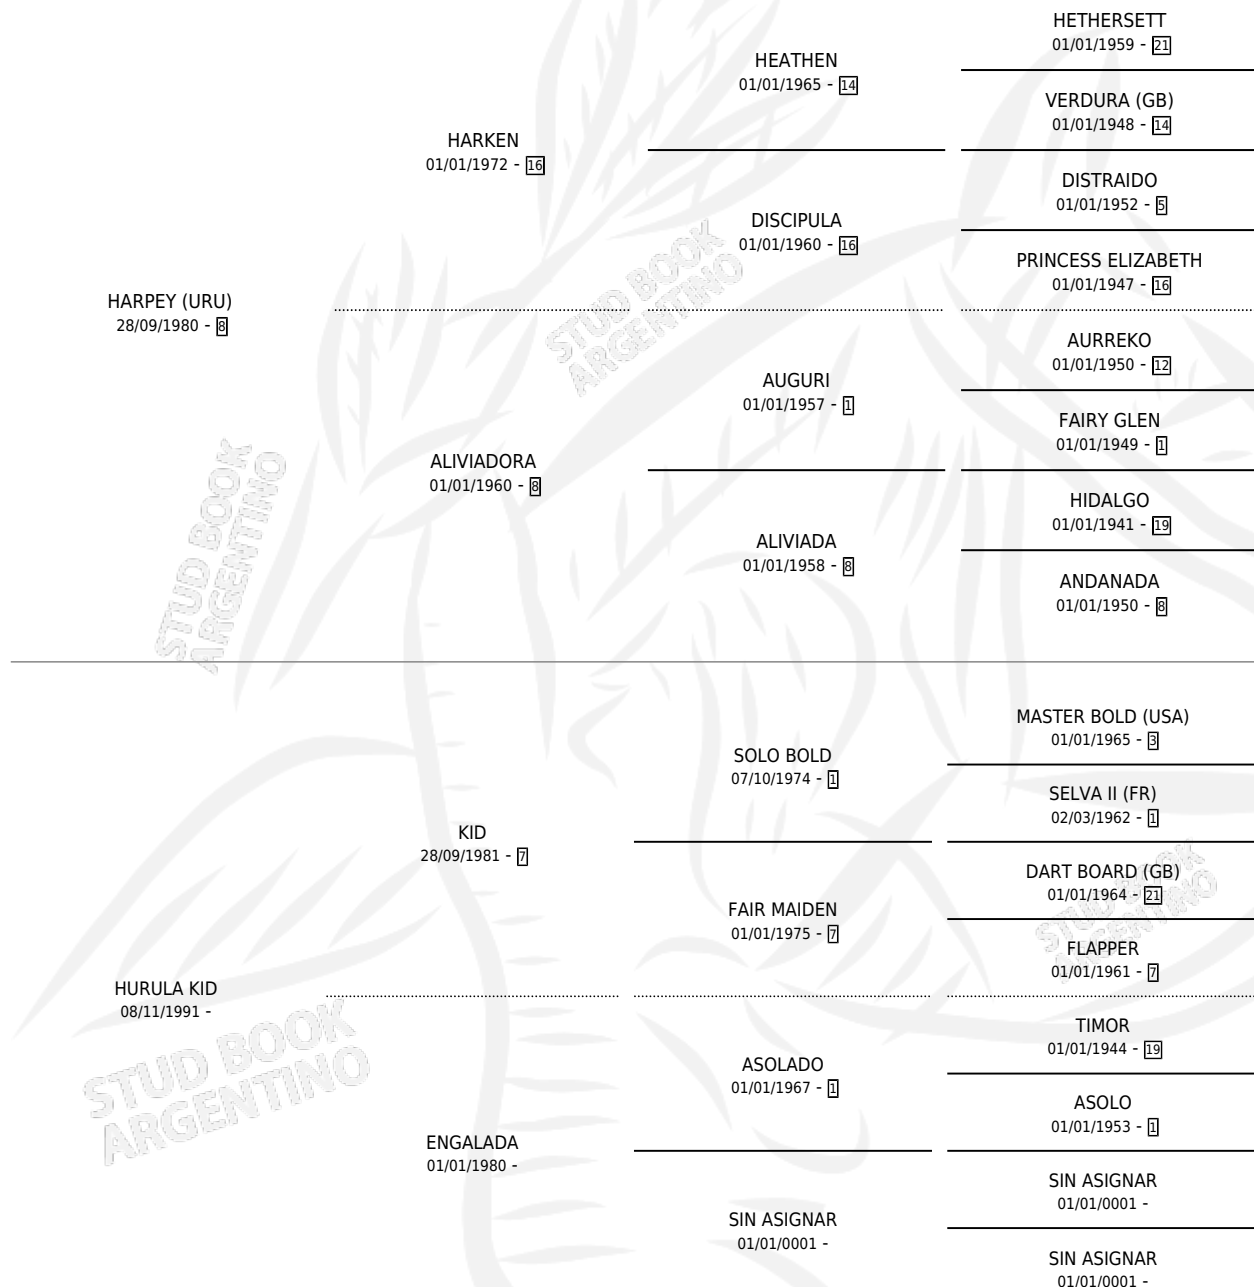 HETHERSETT
01/01/1959 - 21
HEATHEN
01/01/1965 - 14
VERDURA (GB)
01/01/1948 - 14
HARKEN
01/01/1972 - 16
DISTRAIDO
01/01/1952 - 5
DISCIPULA
01/01/1960 - 16
PRINCESS ELIZABETH
01/01/1947 - 16
HARPEY (URU)
28/09/1980 - 8
AURREKO
01/01/1950 - 12
AUGURI
01/01/1957 - 1
FAIRY GLEN
01/01/1949 - 1
ALIVIADORA
01/01/1960 - 8
HIDALGO
01/01/1941 - 19
ALIVIADA
01/01/1958 - 8
ANDANADA
01/01/1950 - 8
STUD BOOK
ARGENTINO
STUD BOOK
ARGENTINO
MASTER BOLD (USA)
01/01/1965 - 3
SOLO BOLD
07/10/1974 - 1
SELVA II (FR)
02/03/1962 - 1
KID
28/09/1981 - 7
DART BOARD (GB)
01/01/1964 - 21
FAIR MAIDEN
01/01/1975 - 7
FLAPPER
01/01/1961 - 7
STUD BOOK
ARGENTINO
HURULA KID
08/11/1991 -
TIMOR
01/01/1944 - 19
ASOLADO
01/01/1967 - 1
ASOLO
01/01/1953 - 1
STUD BOOK
ARGENTINO
ENGALADA
01/01/1980 -
SIN ASIGNAR
01/01/0001 -
SIN ASIGNAR
01/01/0001 -
SIN ASIGNAR
01/01/0001 -